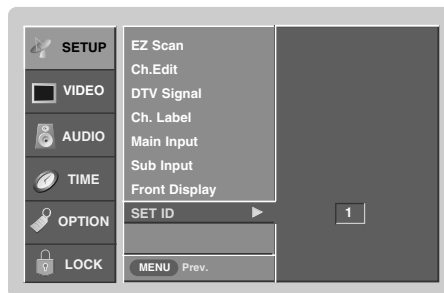 SETUP
VIDEO
AUDIO
TIME
OPTION
LOCK
EZ Scan
Ch.Edit
DTV Signal
Ch. Label
Main Input
Sub Input
Front Display
SET ID
1
MENU Prev.